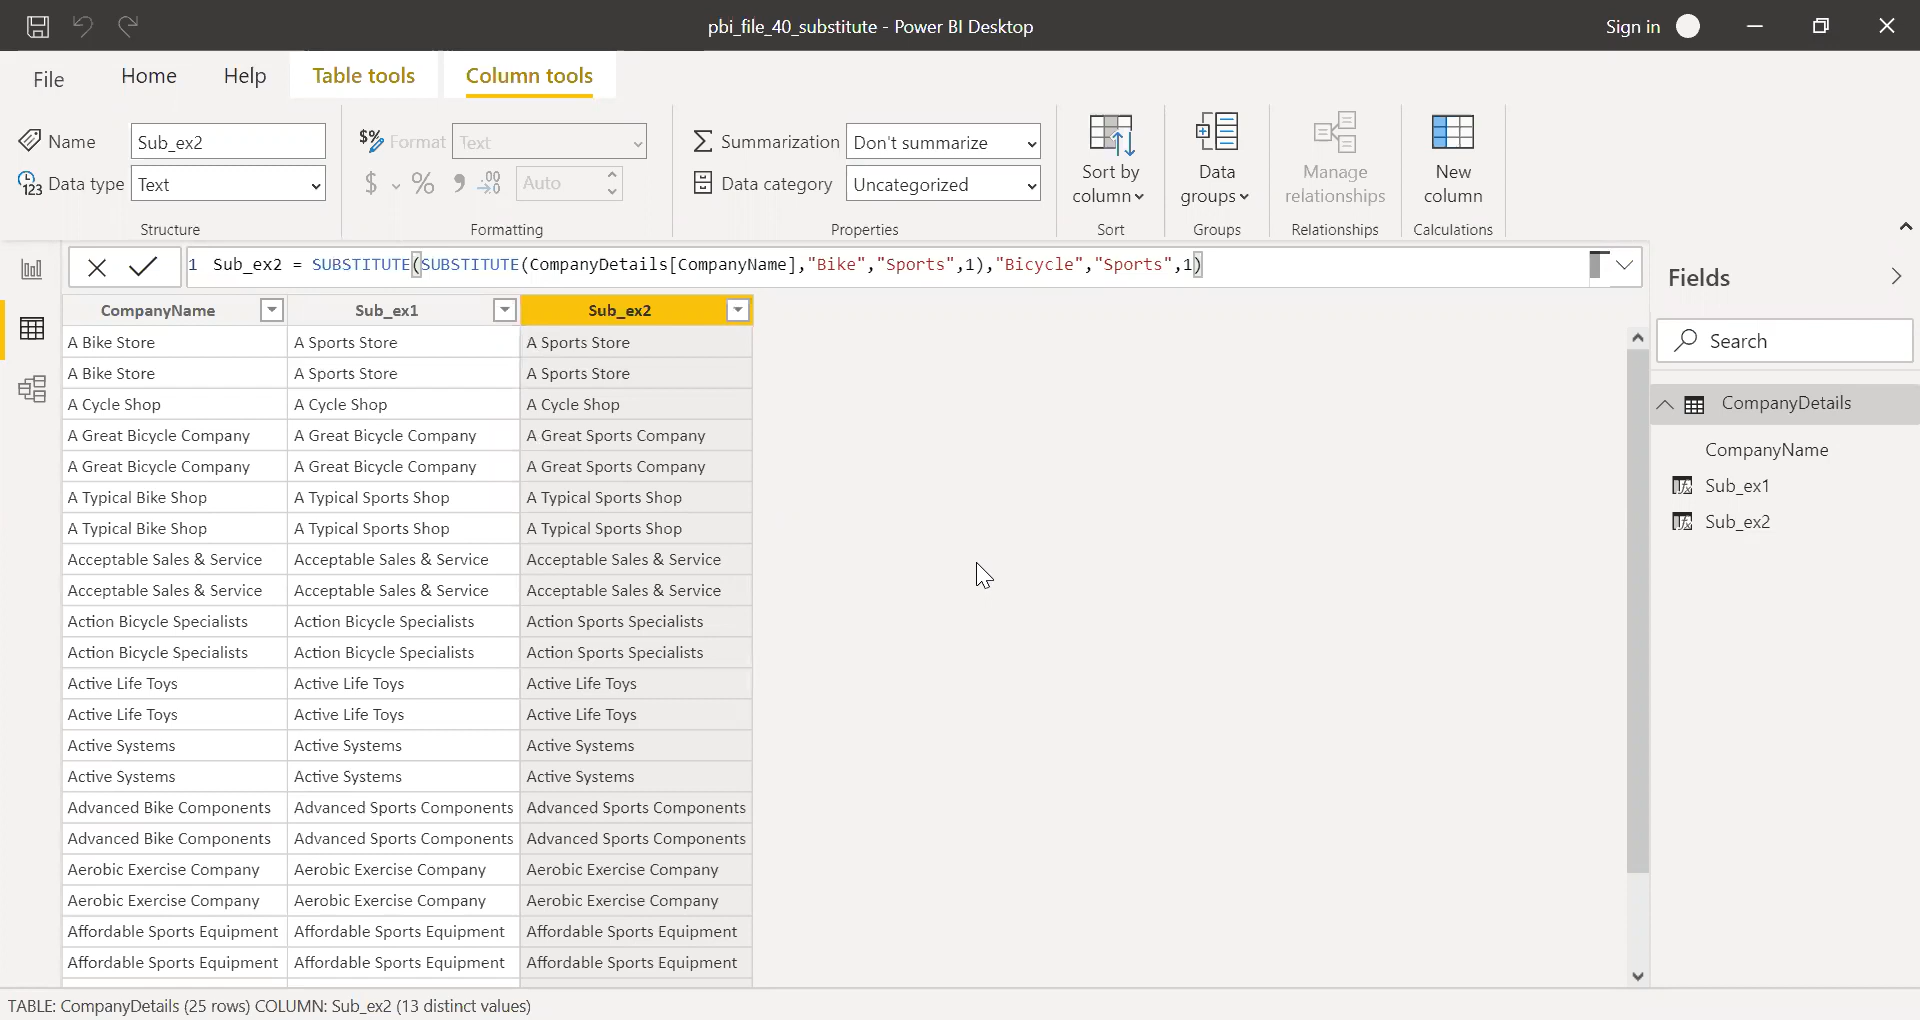 pbi_file_40_substitute - Power BI Desktop
Sign in
File Home Help Table tools Column tools
Name Sub_ex2 $% Format Text Summarization Don't summarize
123 Data type Text $ % 9 .00 Auto Data category Uncategorized
Sort by column
Data groups
Manage relationships
New column
Structure Formatting Properties Sort Groups Relationships Calculations
1 Sub_ex2 = SUBSTITUTE(SUBSTITUTE(CompanyDetails[CompanyName],"Bike","Sports",1),"Bicycle","Sports",1)
CompanyName Sub_ex1 Sub_ex2
A Bike Store A Sports Store A Sports Store
A Bike Store A Sports Store A Sports Store
A Cycle Shop A Cycle Shop A Cycle Shop
A Great Bicycle Company A Great Bicycle Company A Great Sports Company
A Great Bicycle Company A Great Bicycle Company A Great Sports Company
A Typical Bike Shop A Typical Sports Shop A Typical Sports Shop
A Typical Bike Shop A Typical Sports Shop A Typical Sports Shop
Acceptable Sales & Service Acceptable Sales & Service Acceptable Sales & Service
Acceptable Sales & Service Acceptable Sales & Service Acceptable Sales & Service
Action Bicycle Specialists Action Bicycle Specialists Action Sports Specialists
Action Bicycle Specialists Action Bicycle Specialists Action Sports Specialists
Active Life Toys Active Life Toys Active Life Toys
Active Life Toys Active Life Toys Active Life Toys
Active Systems Active Systems Active Systems
Active Systems Active Systems Active Systems
Advanced Bike Components Advanced Sports Components Advanced Sports Components
Advanced Bike Components Advanced Sports Components Advanced Sports Components
Aerobic Exercise Company Aerobic Exercise Company Aerobic Exercise Company
Aerobic Exercise Company Aerobic Exercise Company Aerobic Exercise Company
Affordable Sports Equipment Affordable Sports Equipment Affordable Sports Equipment
Affordable Sports Equipment Affordable Sports Equipment Affordable Sports Equipment
Fields
Search
CompanyDetails
CompanyName
Sub_ex1
Sub_ex2
TABLE: CompanyDetails (25 rows) COLUMN: Sub_ex2 (13 distinct values)